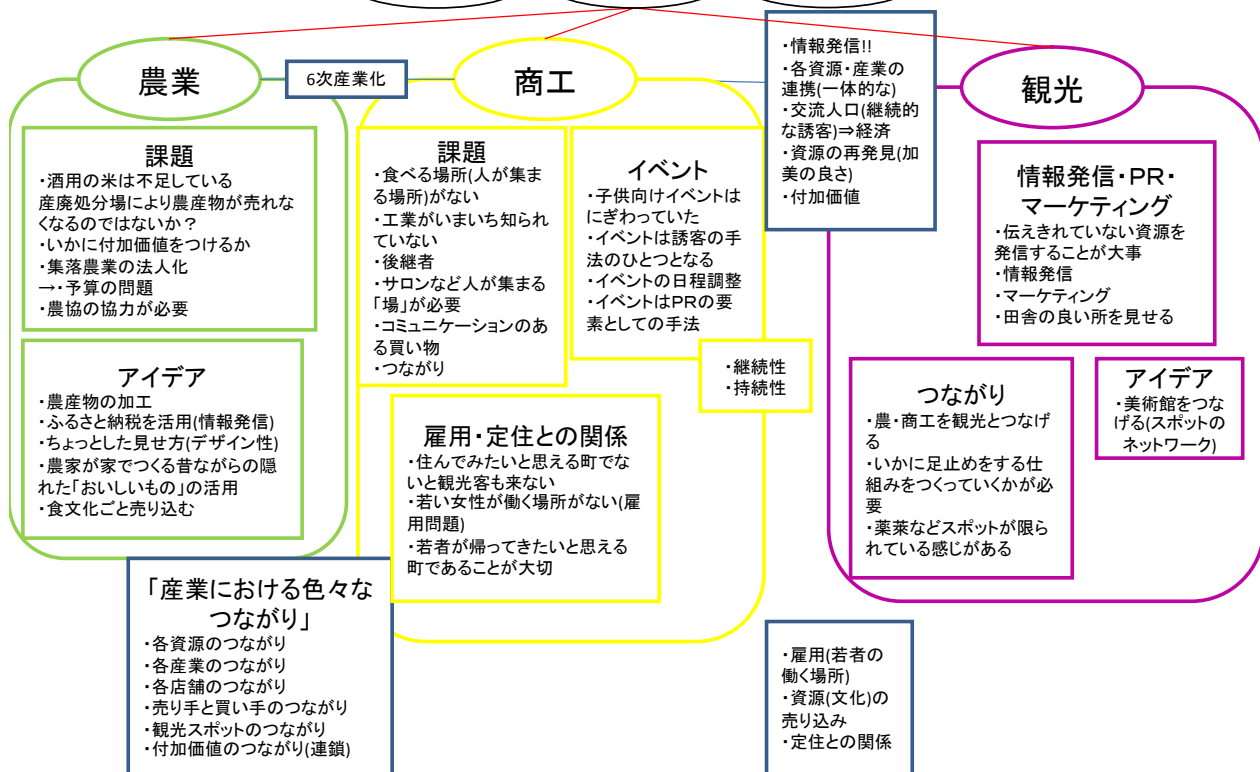 農業
6次産業化
商工
・情報発信!!
・各資源・産業の
連携(一体的な)
・交流人口(継続的
な誘客)⇒経済
・資源の再発見(加
美の良さ)
・付加価値
観光
課題
・酒用の米は不足している
産廃処分場により農産物が売れな
くなるのではないか？
・いかに付加価値をつけるか
・集落農業の法人化
→・予算の問題
・農協の協力が必要
アイデア
・農産物の加工
・ふるさと納税を活用(情報発信)
・ちょっとした見せ方(デザイン性)
・農家が家でつくる昔ながらの隠
れた「おいしいもの」の活用
・食文化ごと売り込む
課題
・食べる場所(人が集ま
る場所)がない
・工業がいまいち知られ
ていない
・後継者
・サロンなど人が集まる
「場」が必要
・コミュニケーションのあ
る買い物
・つながり
イベント
・子供向けイベントは
にぎわっていた
・イベントは誘客の手
法のひとつとなる
・イベントの日程調整
・イベントはPRの要
素としての手法
・継続性
・持続性
雇用・定住との関係
・住んでみたいと思える町でな
いと観光客も来ない
・若い女性が働く場所がない(雇
用問題)
・若者が帰ってきたいと思える
町であることが大切
情報発信・PR・
マーケティング
・伝えきれていない資源を
発信することが大事
・情報発信
・マーケティング
・田舎の良い所を見せる
つながり
・農・商工を観光とつなげ
る
・いかに足止めをする仕
組みをつくっていくかが必
要
・薬莱などスポットが限ら
れている感じがある
アイデア
・美術館をつな
げる(スポットの
ネットワーク)
「産業における色々な
つながり」
・各資源のつながり
・各産業のつながり
・各店舗のつながり
・売り手と買い手のつながり
・観光スポットのつながり
・付加価値のつながり(連鎖)
・雇用(若者の
働く場所)
・資源(文化)の
売り込み
・定住との関係